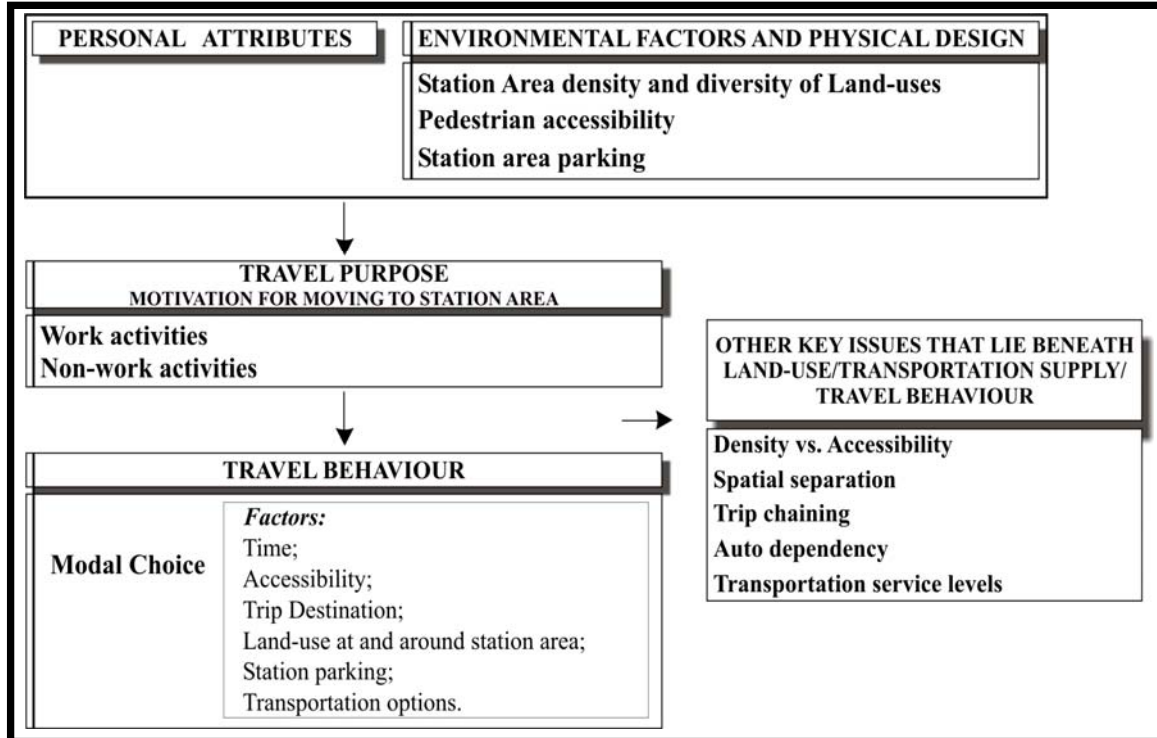 PERSONAL ATTRIBUTES
ENVIRONMENTAL FACTORS AND PHYSICAL DESIGN
Station Area density and diversity of Land-uses
Pedestrian accessibility
Station area parking
TRAVEL PURPOSE
MOTIVATION FOR MOVING TO STATION AREA
Work activities
Non-work activities
TRAVEL BEHAVIOUR
Modal Choice
Factors:
Time;
Accessibility;
Trip Destination;
Land-use at and around station area;
Station parking;
Transportation options.
OTHER KEY ISSUES THAT LIE BENEATH
LAND-USE/TRANSPORTATION SUPPLY/
TRAVEL BEHAVIOUR
Density vs. Accessibility
Spatial separation
Trip chaining
Auto dependency
Transportation service levels